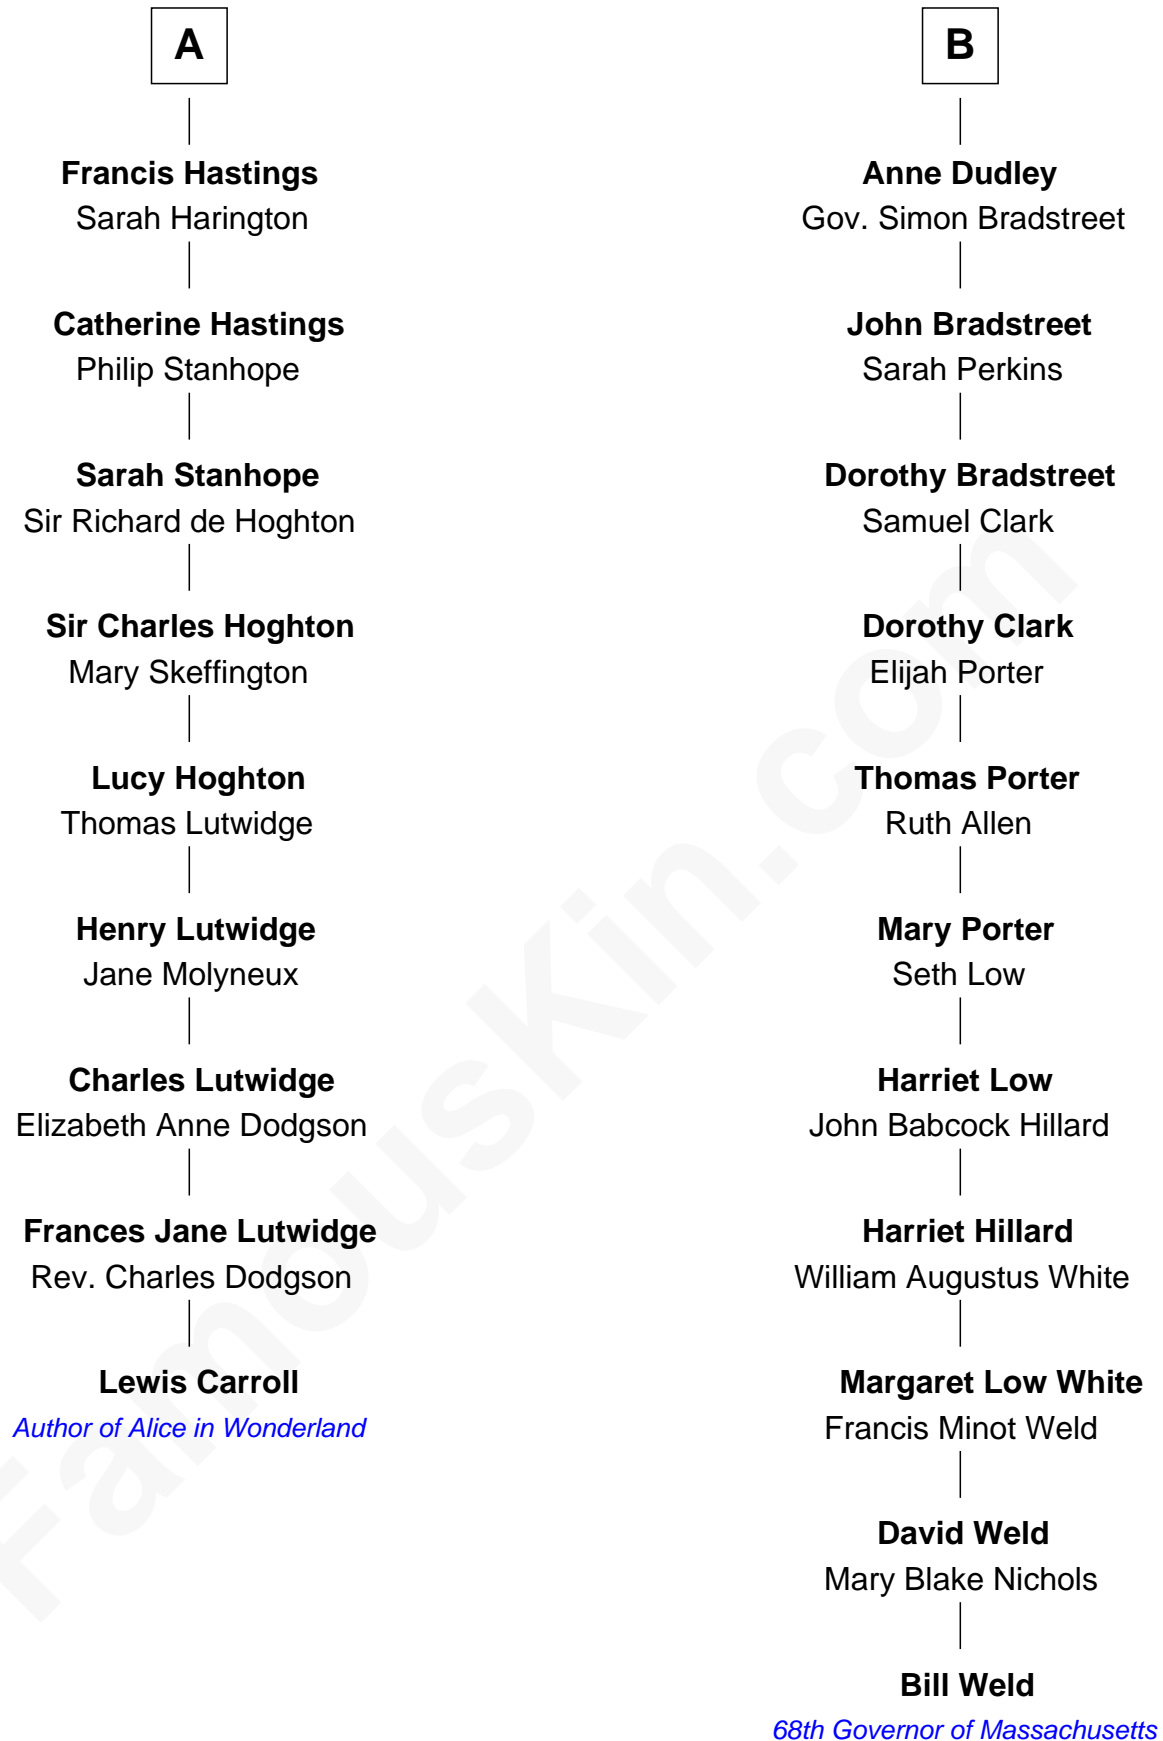 A
Francis Hastings
Sarah Harington
Catherine Hastings
Philip Stanhope
Sarah Stanhope
Sir Richard de Hoghton
Sir Charles Hoghton
Mary Skeffington
Lucy Hoghton
Thomas Lutwidge
Henry Lutwidge
Jane Molyneux
Charles Lutwidge
Elizabeth Anne Dodgson
Frances Jane Lutwidge
Rev. Charles Dodgson
Lewis Carroll
Author of Alice in Wonderland
B
Anne Dudley
Gov. Simon Bradstreet
John Bradstreet
Sarah Perkins
Dorothy Bradstreet
Samuel Clark
Dorothy Clark
Elijah Porter
Thomas Porter
Ruth Allen
Mary Porter
Seth Low
Harriet Low
John Babcock Hillard
Harriet Hillard
William Augustus White
Margaret Low White
Francis Minot Weld
David Weld
Mary Blake Nichols
Bill Weld
68th Governor of Massachusetts
FamousKin.com